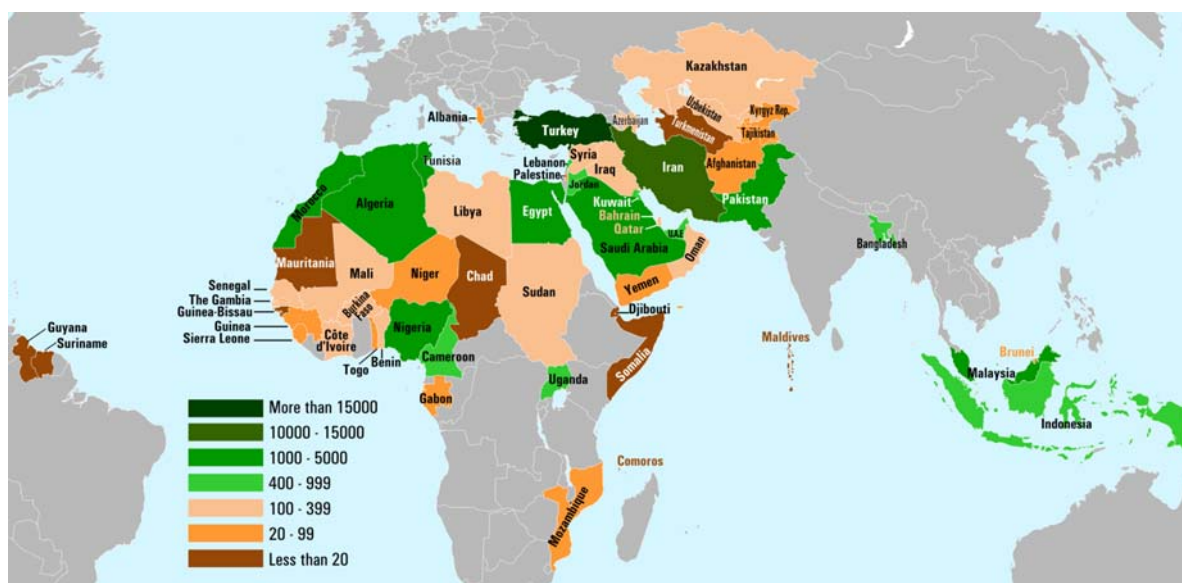 Kazakhstan
Uzbekistan
Kyrgyz Rep.
Azerbaijan
Turkmenistan
Tajikistan
Albania
Turkey
Tunisia
Syria
Lebanon
Palestine
Iraq
Iran
Afghanistan
Jordan
Morocco
Algeria
Libya
Egypt
Kuwait
Bahrain
Qatar
U.A.E
Pakistan
Saudi Arabia
Oman
Bangladesh
Mauritania
Mali
Niger
Chad
Sudan
Yemen
Djibouti
Senegal
The Gambia
Guinea-Bissau
Guinea
Sierra Leone
Burkina
Faso
Côte
d'Ivoire
Togo
Benin
Nigeria
Cameroon
Gabon
Uganda
Somalia
Guyana
Suriname
Maldives
Brunei
Malaysia
Indonesia
Comoros
Mozambique
More than 15000
10000 - 15000
1000 - 5000
400 - 999
100 - 399
20 - 99
Less than 20